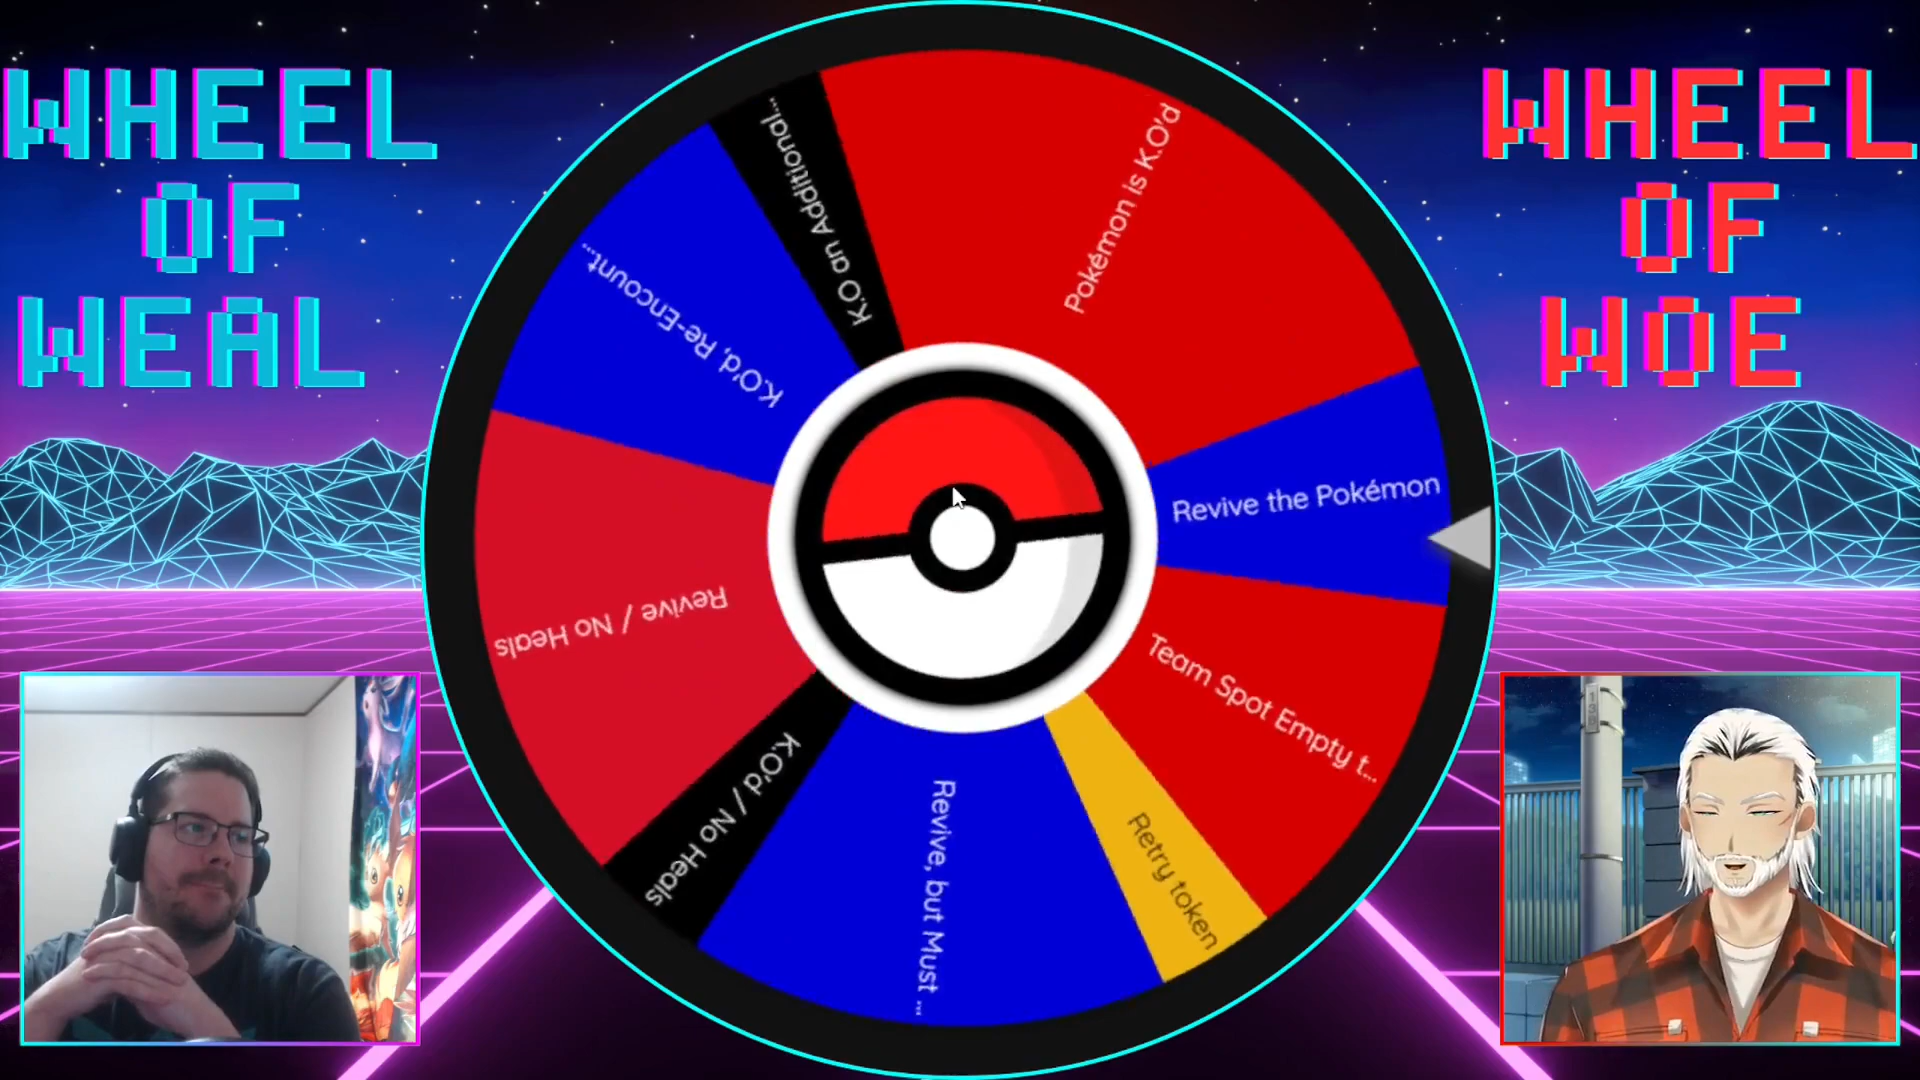 WHEEL
OF
WEAL
WHEEL
OF
WOE
K.O an Additional...
Pokémon is K.O'd
K.O'd, Re-Encount...
Revive the Pokémon
Revive / No Heals
Team Spot Empty t...
K.O'd / No Heals
Revive, but Must ...
Retry token